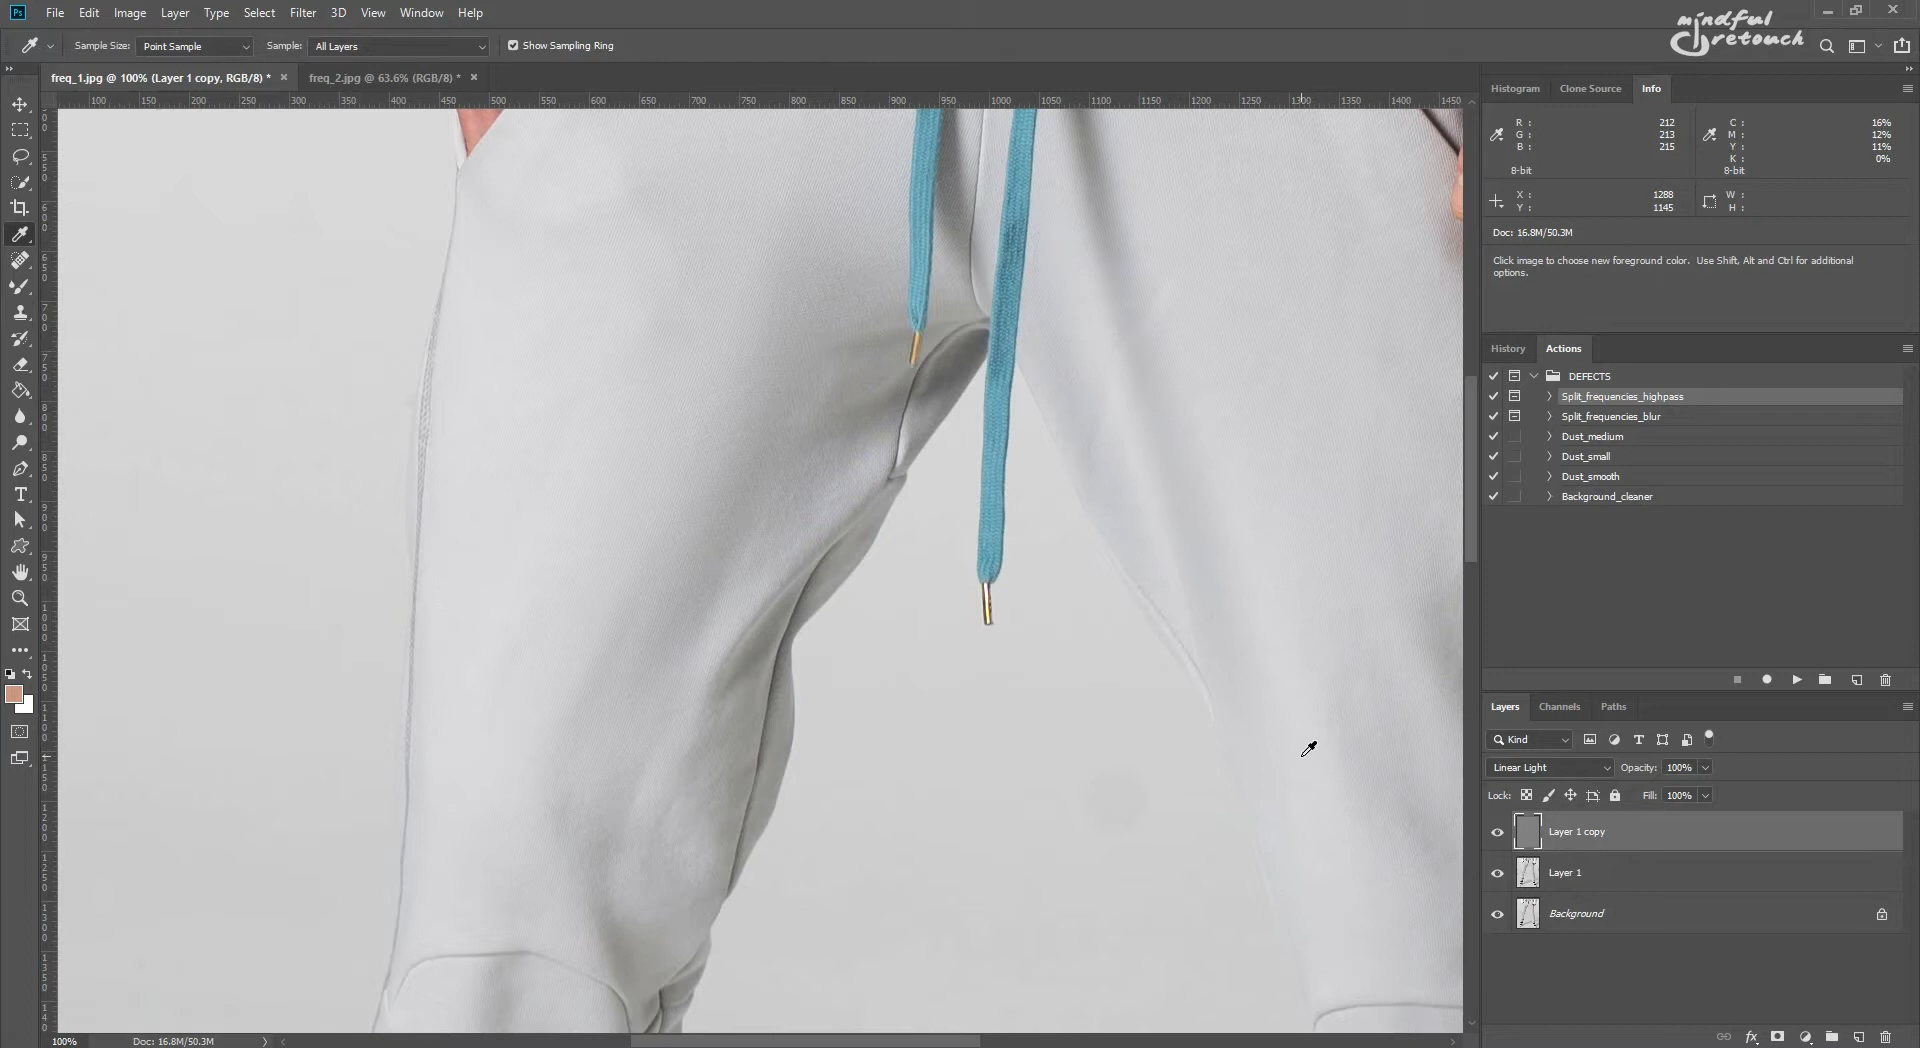 Ps File Edit Image Layer Type Select Filter 3D View Window Help
mindful retouch
Sample Size: Point Sample Sample: All Layers Show Sampling Ring
freq_1.jpg @ 100% (Layer 1 copy, RGB/8) * × freq_2.jpg @ 63.6% (RGB/8) * ×
100 150 200 250 300 350 400 450 500 550 600 650 700 750 800 850 900 950 1000 1050 1100 1150 1200 1250 1300 1350 1400 1450
Histogram Clone Source Info
R : 212 C : 16%
G : 213 M : 12%
B : 215 Y : 11%
K : 0%
8-bit 8-bit
X : 1288 W :
Y : 1145 H :
Doc: 16.8M/50.3M
Click image to choose new foreground color. Use Shift, Alt and Ctrl for additional
options.
History Actions
DEFECTS
Split_frequencies_highpass
Split_frequencies_blur
Dust_medium
Dust_small
Dust_smooth
Background_cleaner
Layers Channels Paths
Kind
Linear Light Opacity: 100%
Lock: Fill: 100%
Layer 1 copy
Layer 1
Background
fx
100% Doc: 16.8M/50.3M